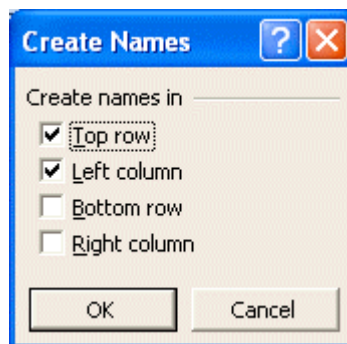 Create Names ?
Create names in
Top row
Left column
Bottom row
Right column
OK Cancel